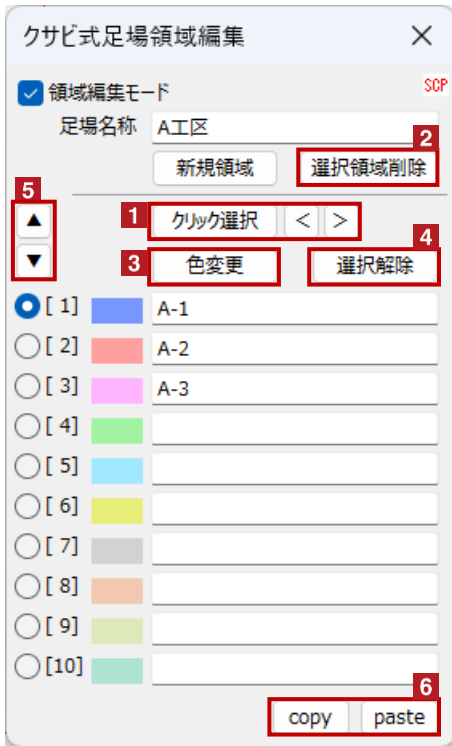 クサビ式足場領域編集 ×
領域編集モード SCP
足場名称 A工区
2
新規領域 選択領域削除
5
▲ 1 クリック選択 < >
4
▼ 3 色変更 選択解除
[ 1] A-1
[ 2] A-2
[ 3] A-3
[ 4]
[ 5]
[ 6]
[ 7]
[ 8]
[ 9]
[10]
6
copy paste